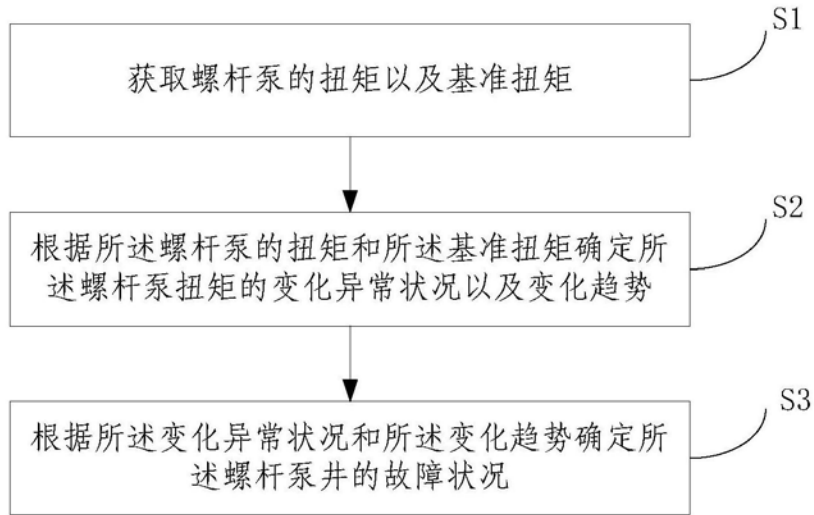 S1
获取螺杆泵的扭矩以及基准扭矩
S2
根据所述螺杆泵的扭矩和所述基准扭矩确定所
述螺杆泵扭矩的变化异常状况以及变化趋势
S3
根据所述变化异常状况和所述变化趋势确定所
述螺杆泵井的故障状况